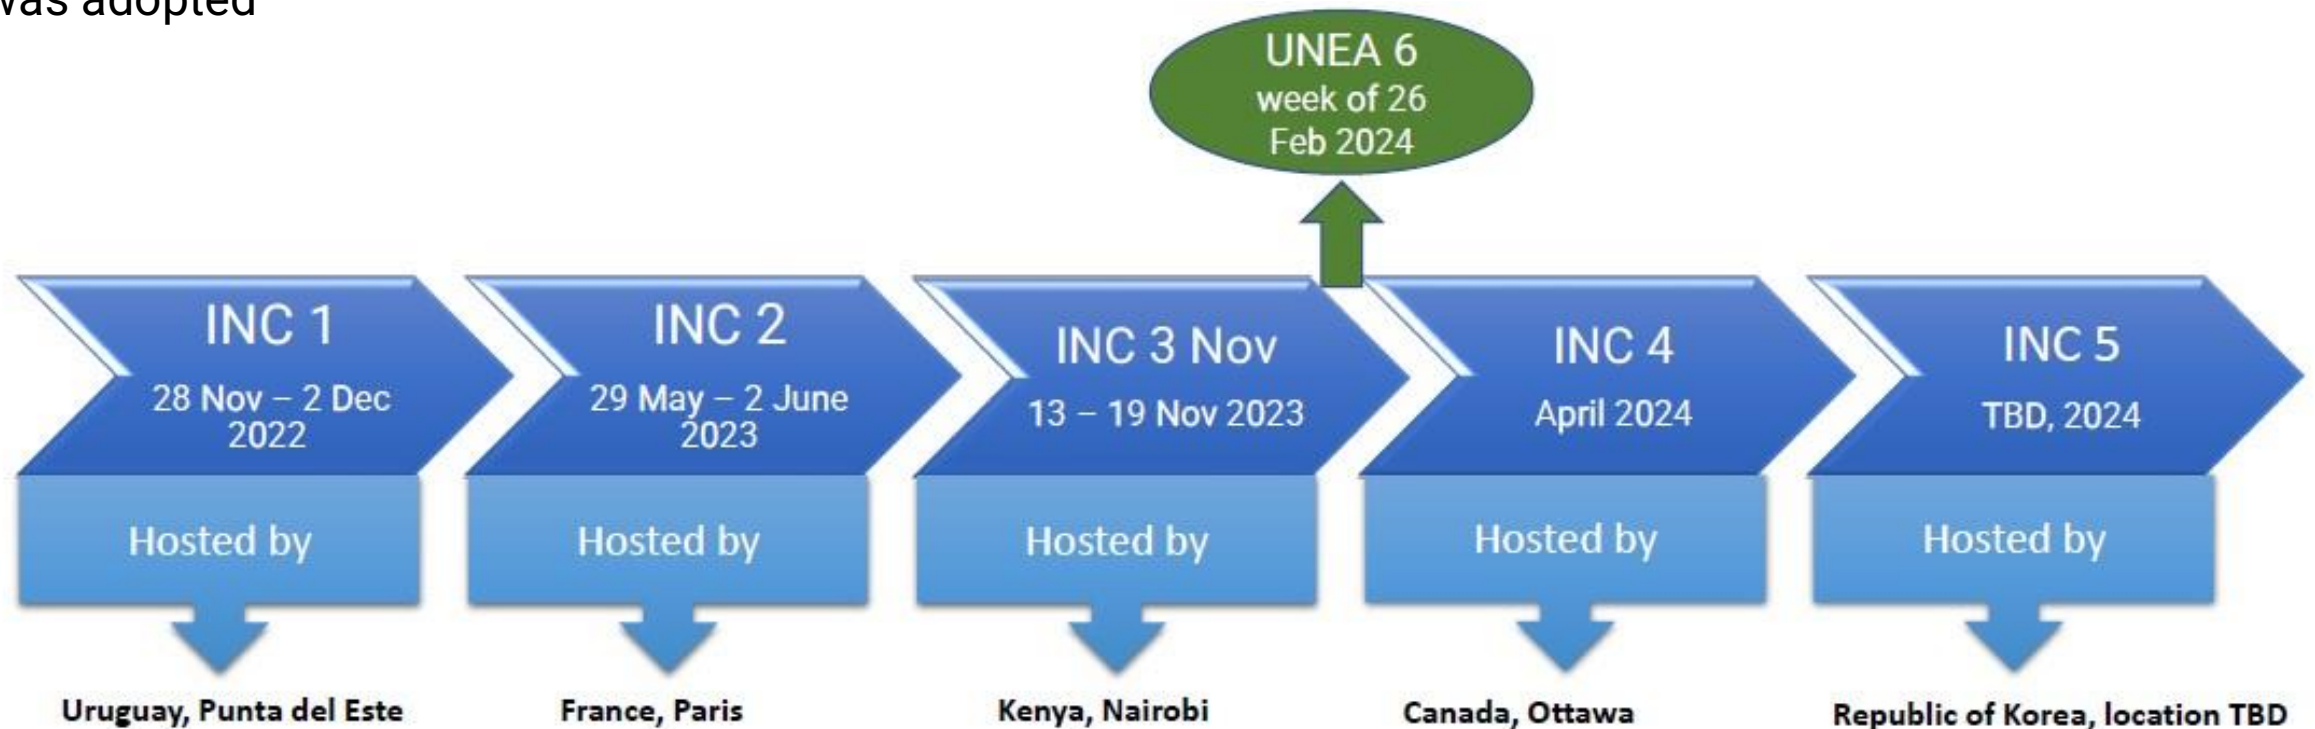 was adopted
UNEA 6
week of 26
Feb 2024
INC 1
28 Nov – 2 Dec
2022
INC 2
29 May – 2 June
2023
INC 3 Nov
13 – 19 Nov 2023
INC 4
April 2024
INC 5
TBD, 2024
Hosted by
Hosted by
Hosted by
Hosted by
Hosted by
Uruguay, Punta del Este
France, Paris
Kenya, Nairobi
Canada, Ottawa
Republic of Korea, location TBD